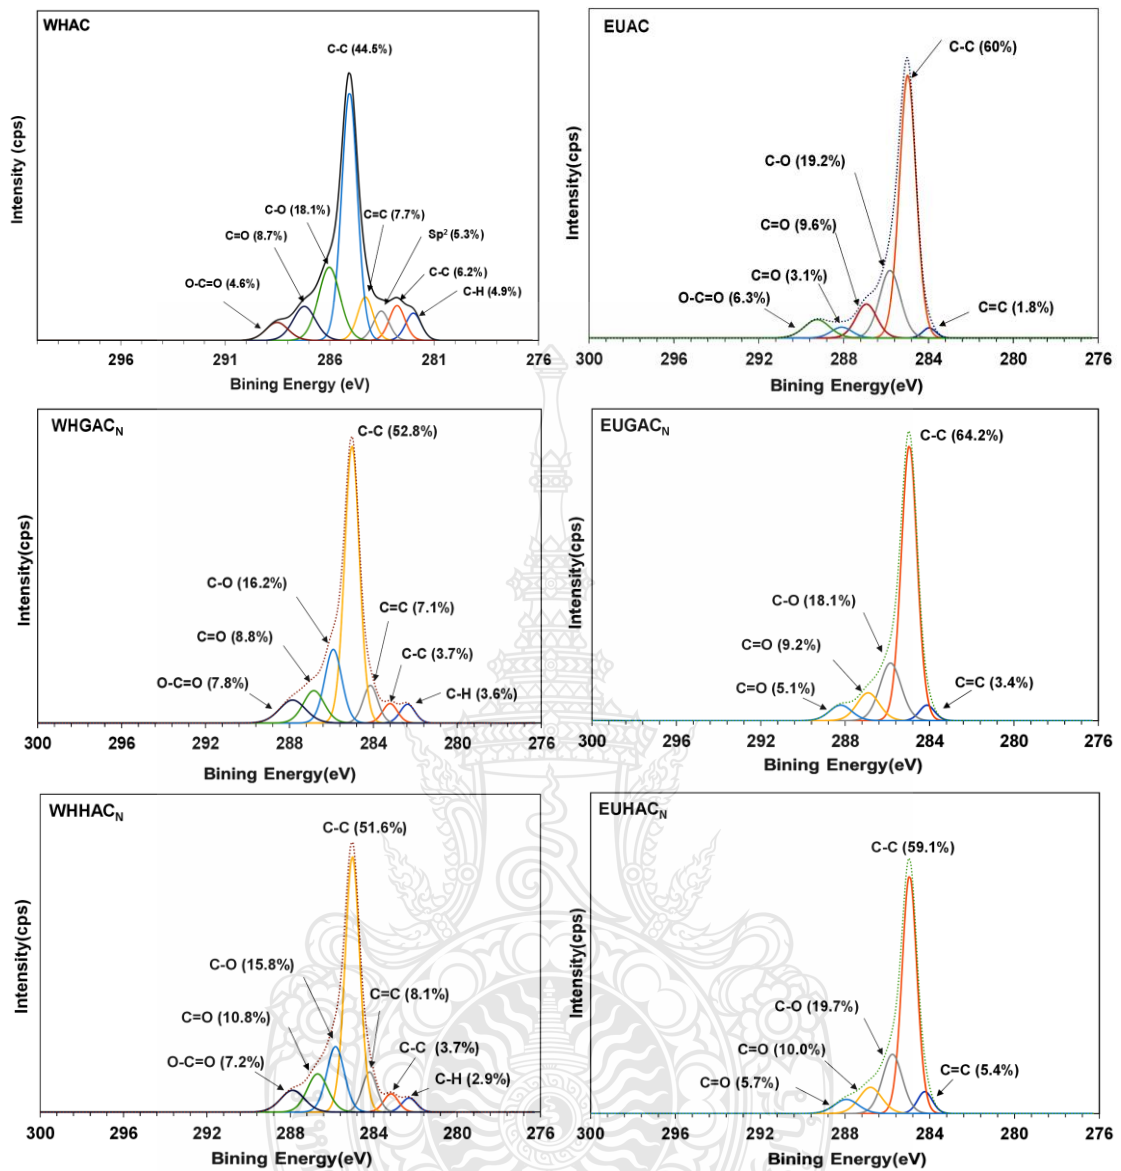 WHAC
C-C (44.5%)
C-O (18.1%)
C=C (7.7%)
C=O (8.7%)
Sp² (5.3%)
O-C=O (4.6%)
C-C (6.2%)
C-H (4.9%)
Intensity (cps)
296 291 286 281 276
Bining Energy (eV)
EUAC
C-C (60%)
C-O (19.2%)
C=O (9.6%)
C=O (3.1%)
O-C=O (6.3%)
C=C (1.8%)
Intensity(cps)
300 296 292 288 284 280 276
Bining Energy(eV)
WHGACN
C-C (52.8%)
C-O (16.2%)
C=C (7.1%)
C=O (8.8%)
C-C (3.7%)
O-C=O (7.8%)
C-H (3.6%)
Intensity(cps)
300 296 292 288 284 280 276
Bining Energy(eV)
EUGACN
C-C (64.2%)
C-O (18.1%)
C=O (9.2%)
C=O (5.1%)
C=C (3.4%)
Intensity(cps)
300 296 292 288 284 280 276
Bining Energy(eV)
WHHACN
C-C (51.6%)
C-O (15.8%)
C=C (8.1%)
C=O (10.8%)
C-C (3.7%)
O-C=O (7.2%)
C-H (2.9%)
Intensity(cps)
300 296 292 288 284 280 276
Bining Energy(eV)
EUHACN
C-C (59.1%)
C-O (19.7%)
C=O (10.0%)
C=O (5.7%)
C=C (5.4%)
Intensity(cps)
300 296 292 288 284 280 276
Bining Energy(eV)